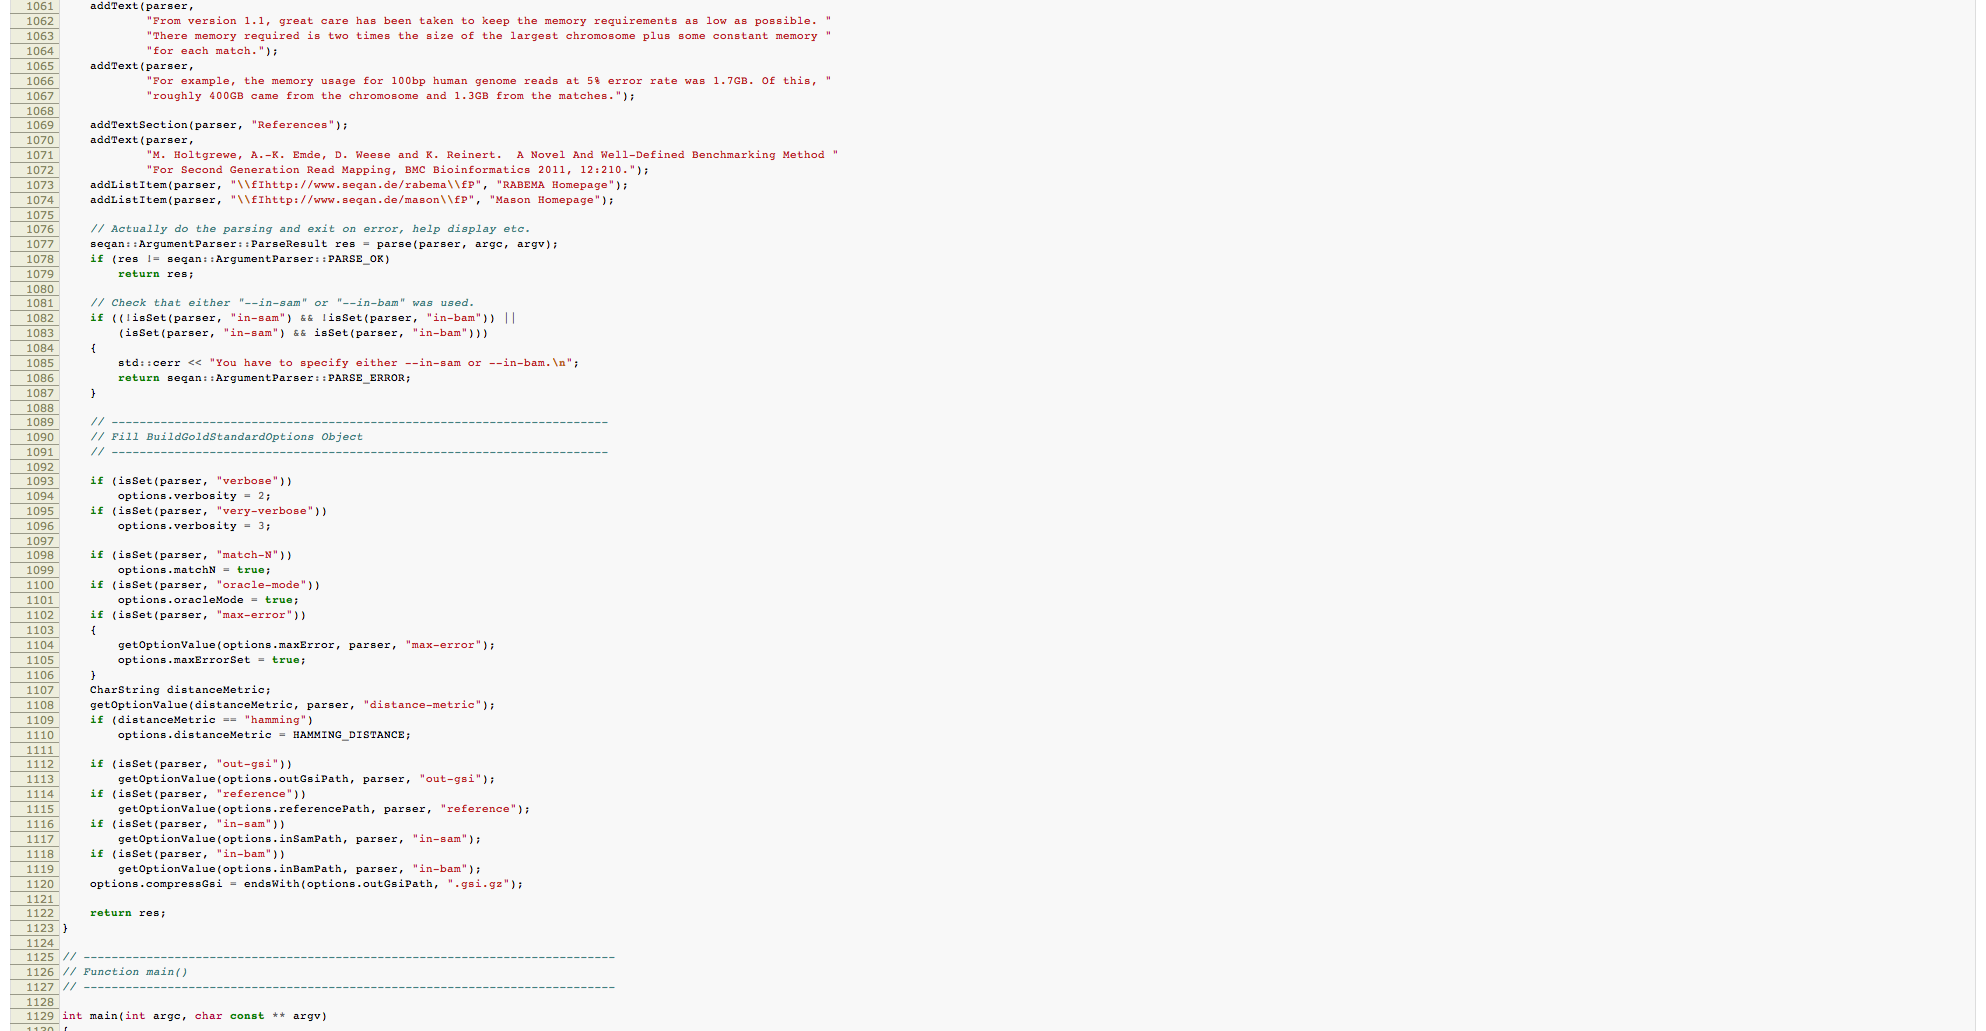 1061 addText(parser,
1062 "From version 1.1, great care has been taken to keep the memory requirements as low as possible. "
1063 "There memory required is two times the size of the largest chromosome plus some constant memory "
1064 "for each match.");
1065 addText(parser,
1066 "For example, the memory usage for 100bp human genome reads at 5% error rate was 1.7GB. Of this, "
1067 "roughly 400GB came from the chromosome and 1.3GB from the matches.");
1068
1069 addTextSection(parser, "References");
1070 addText(parser,
1071 "M. Holtgrewe, A.-K. Emde, D. Weese and K. Reinert.  A Novel And Well-Defined Benchmarking Method "
1072 "For Second Generation Read Mapping, BMC Bioinformatics 2011, 12:210.");
1073 addListItem(parser, "\\fIhttp://www.seqan.de/rabema\\fP", "RABEMA Homepage");
1074 addListItem(parser, "\\fIhttp://www.seqan.de/mason\\fP", "Mason Homepage");
1075
1076 // Actually do the parsing and exit on error, help display etc.
1077 seqan::ArgumentParser::ParseResult res = parse(parser, argc, argv);
1078 if (res != seqan::ArgumentParser::PARSE_OK)
1079 return res;
1080
1081 // Check that either "--in-sam" or "--in-bam" was used.
1082 if ((!isSet(parser, "in-sam") && !isSet(parser, "in-bam")) ||
1083 (isSet(parser, "in-sam") && isSet(parser, "in-bam")))
1084 {
1085 std::cerr << "You have to specify either --in-sam or --in-bam.\n";
1086 return seqan::ArgumentParser::PARSE_ERROR;
1087 }
1088
1089 // -----------------------------------------------------------------------
1090 // Fill BuildGoldStandardOptions Object
1091 // -----------------------------------------------------------------------
1092
1093 if (isSet(parser, "verbose"))
1094 options.verbosity = 2;
1095 if (isSet(parser, "very-verbose"))
1096 options.verbosity = 3;
1097
1098 if (isSet(parser, "match-N"))
1099 options.matchN = true;
1100 if (isSet(parser, "oracle-mode"))
1101 options.oracleMode = true;
1102 if (isSet(parser, "max-error"))
1103 {
1104 getOptionValue(options.maxError, parser, "max-error");
1105 options.maxErrorSet = true;
1106 }
1107 CharString distanceMetric;
1108 getOptionValue(distanceMetric, parser, "distance-metric");
1109 if (distanceMetric == "hamming")
1110 options.distanceMetric = HAMMING_DISTANCE;
1111
1112 if (isSet(parser, "out-gsi"))
1113 getOptionValue(options.outGsiPath, parser, "out-gsi");
1114 if (isSet(parser, "reference"))
1115 getOptionValue(options.referencePath, parser, "reference");
1116 if (isSet(parser, "in-sam"))
1117 getOptionValue(options.inSamPath, parser, "in-sam");
1118 if (isSet(parser, "in-bam"))
1119 getOptionValue(options.inBamPath, parser, "in-bam");
1120 options.compressGsi = endsWith(options.outGsiPath, ".gsi.gz");
1121
1122 return res;
1123 }
1124
1125 // ----------------------------------------------------------------------------
1126 // Function main()
1127 // ----------------------------------------------------------------------------
1128
1129 int main(int argc, char const ** argv)
1130 {